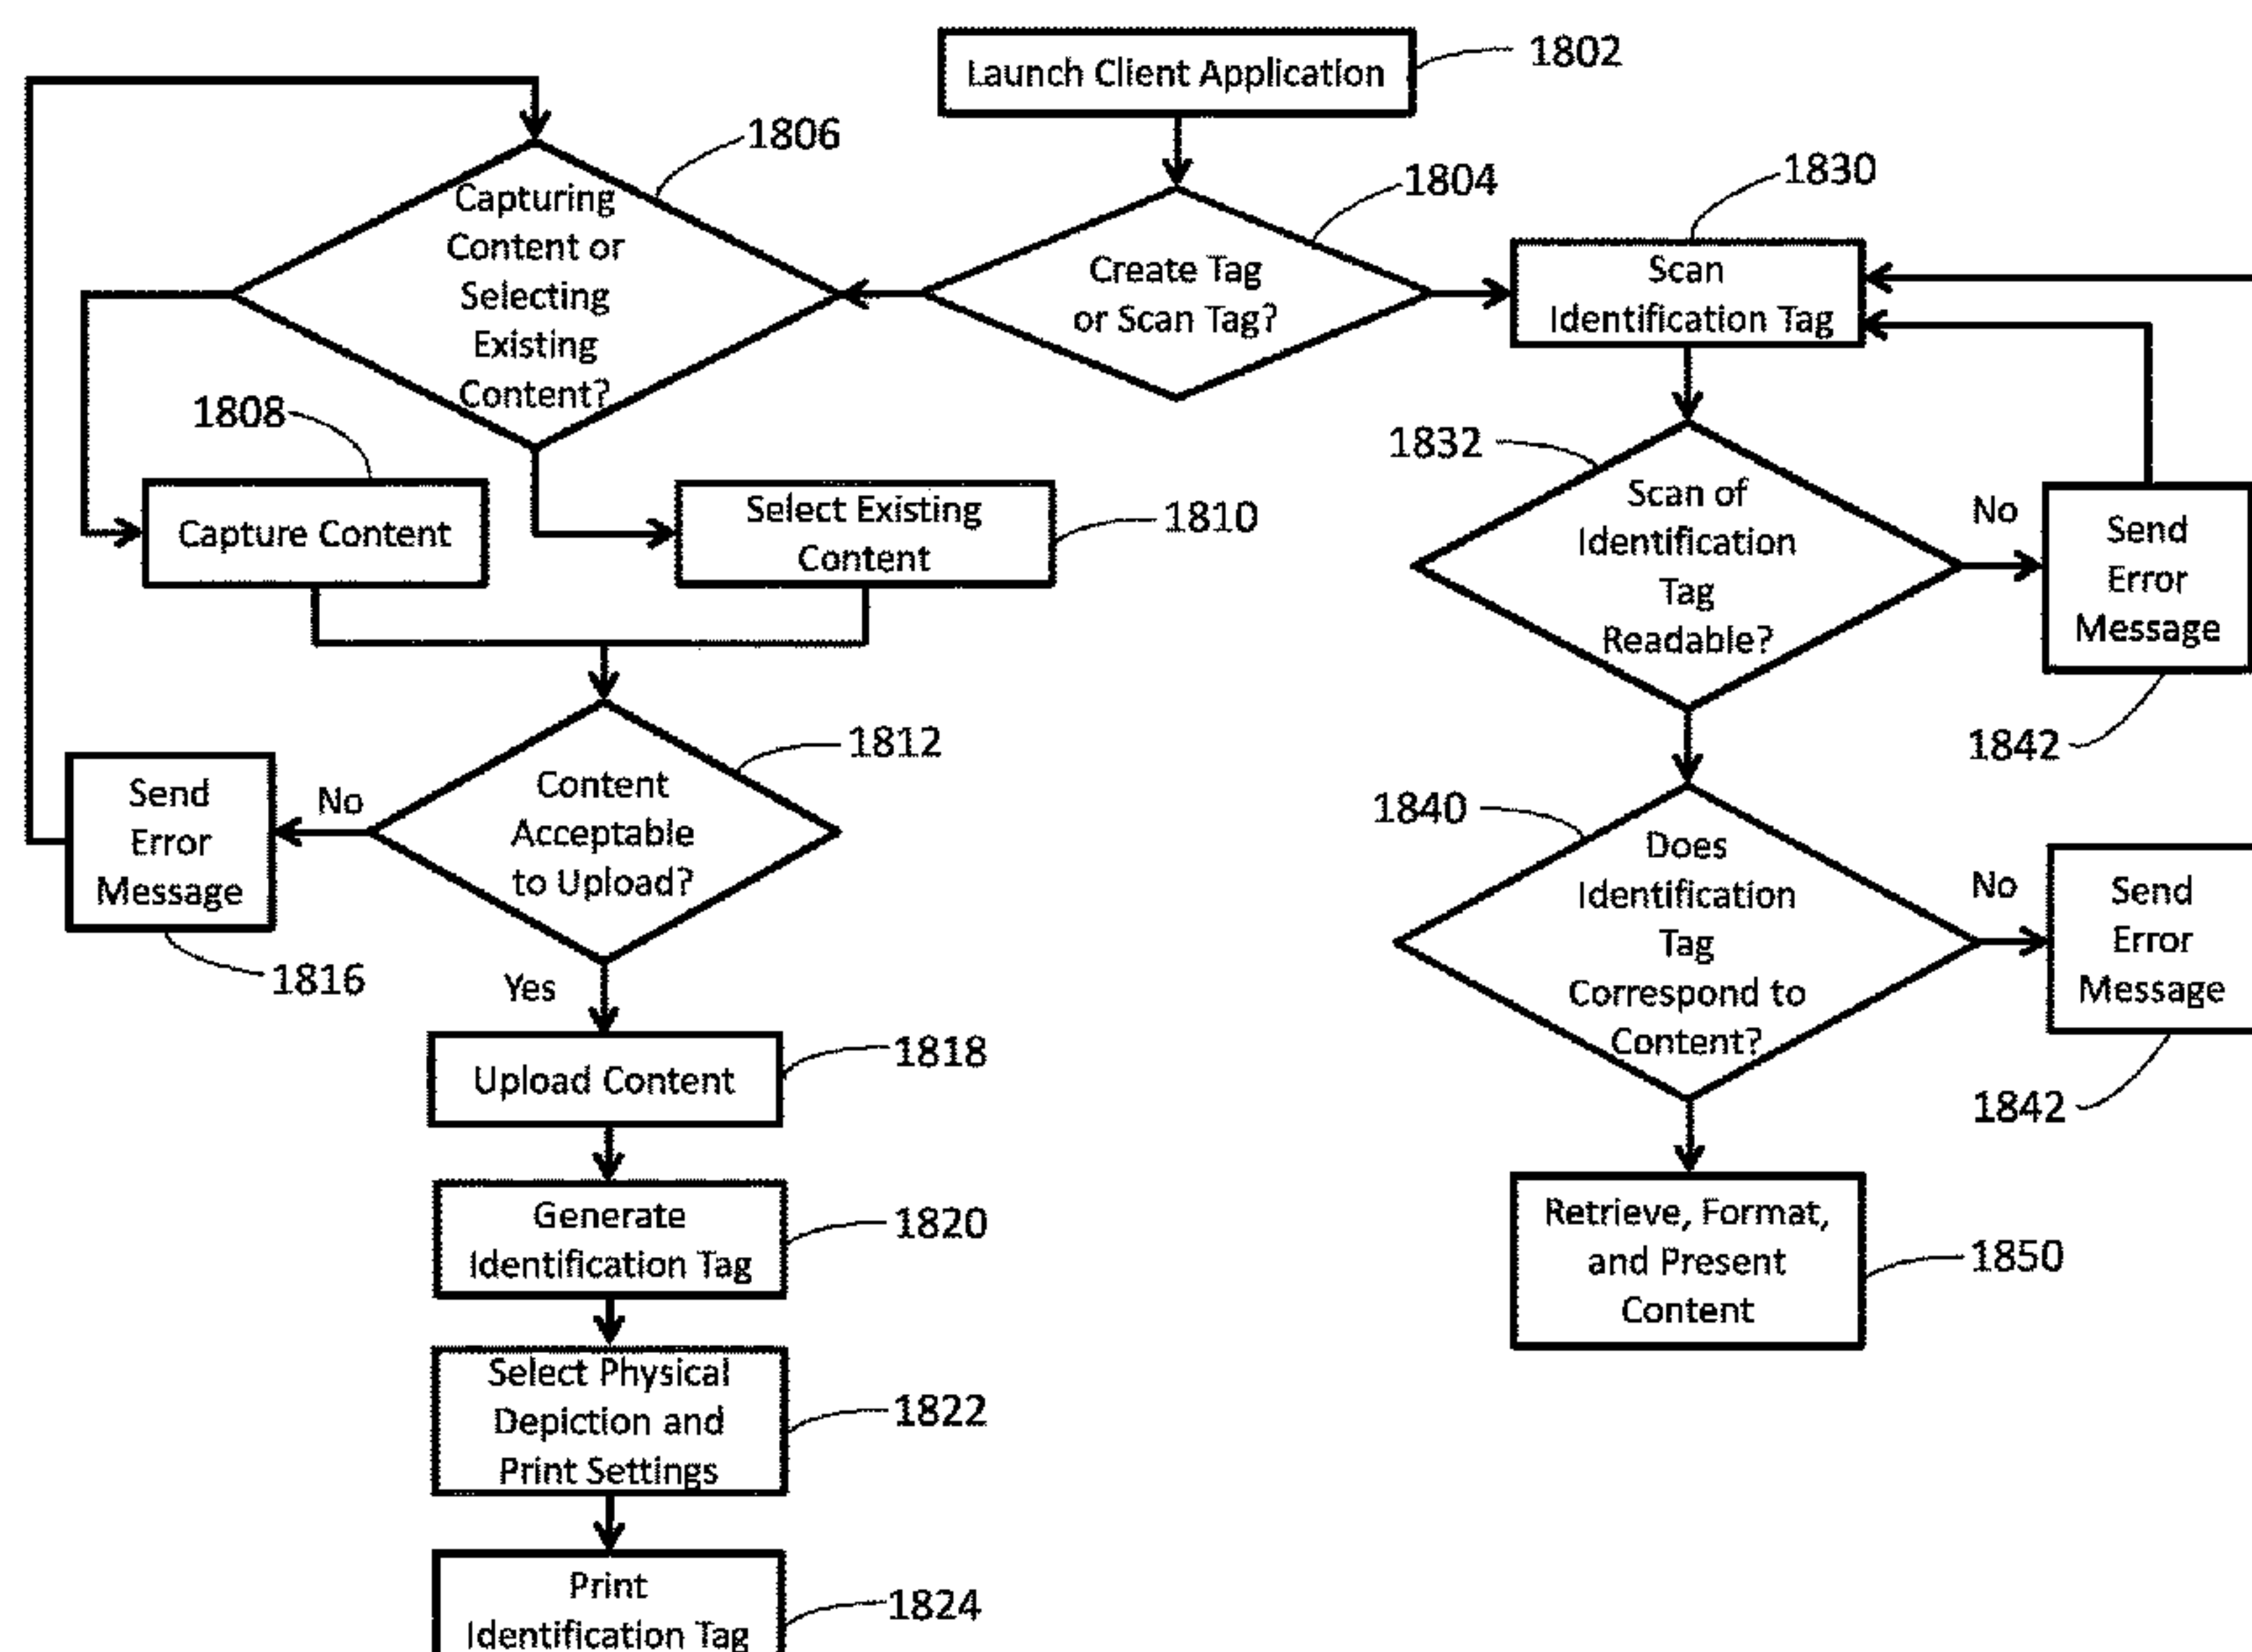 Launch Client Application
1802
1806
Capturing
Content or
Selecting
Existing
Content?
1804
Create Tag
or Scan Tag?
1830
Scan
Identification Tag
1808
Capture Content
Select Existing
Content
1810
1832
Scan of
Identification
Tag
Readable?
No
Send
Error
Message
1842
1812
Content
Acceptable
to Upload?
No
Send
Error
Message
1816
Yes
1840
Does
Identification
Tag
Correspond to
Content?
No
Send
Error
Message
1842
Upload Content
1818
Generate
Identification Tag
1820
Retrieve, Format,
and Present
Content
1850
Select Physical
Depiction and
Print Settings
1822
Print
Identification Tag
1824